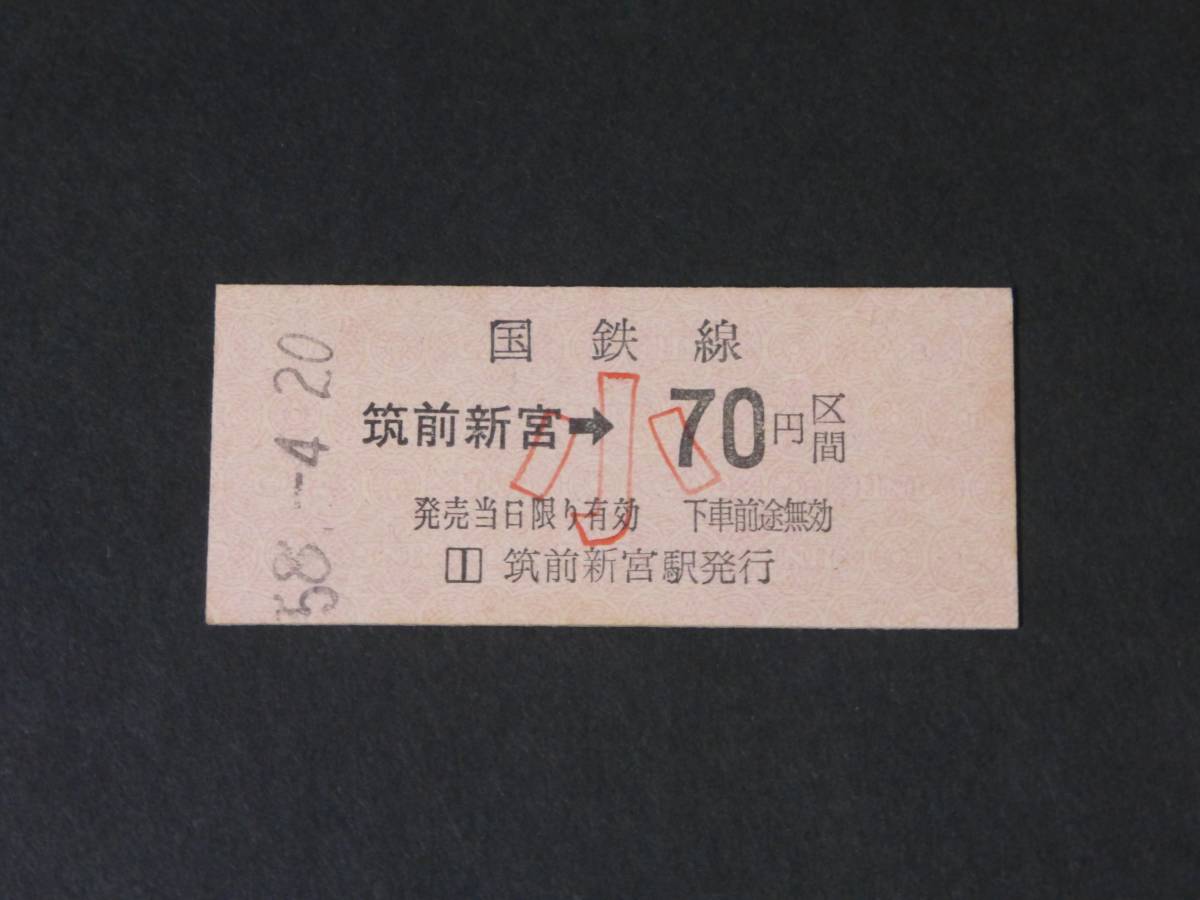 58.-4.20
国鉄線
筑前新宮➡70円区間
小
発売当日限り有効 下車前途無効
□ 筑前新宮駅発行